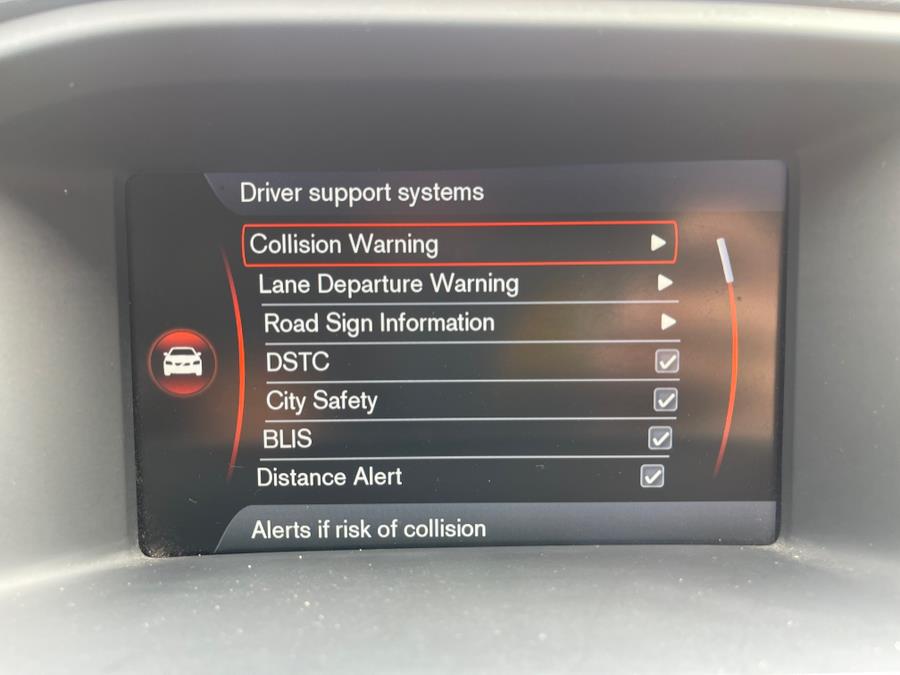 Driver support systems
Collision Warning
Lane Departure Warning
Road Sign Information
DSTC
City Safety
BLIS
Distance Alert
Alerts if risk of collision